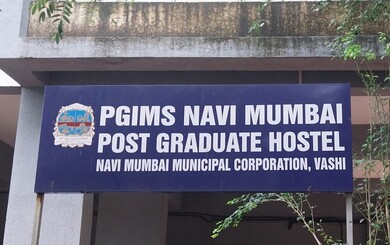 PGIMS NAVI MUMBAI
POST GRADUATE HOSTEL
NAVI MUMBAI MUNICIPAL CORPORATION, VASHI